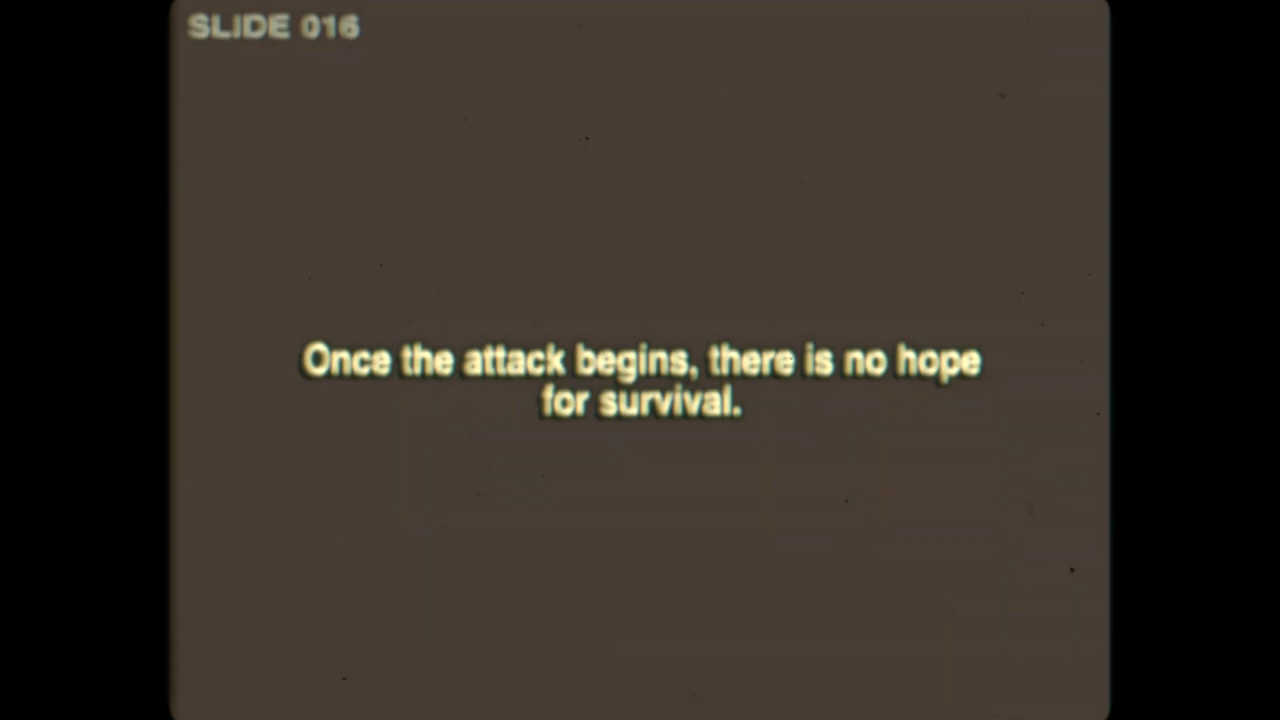 SLIDE 016
Once the attack begins, there is no hope
for survival.